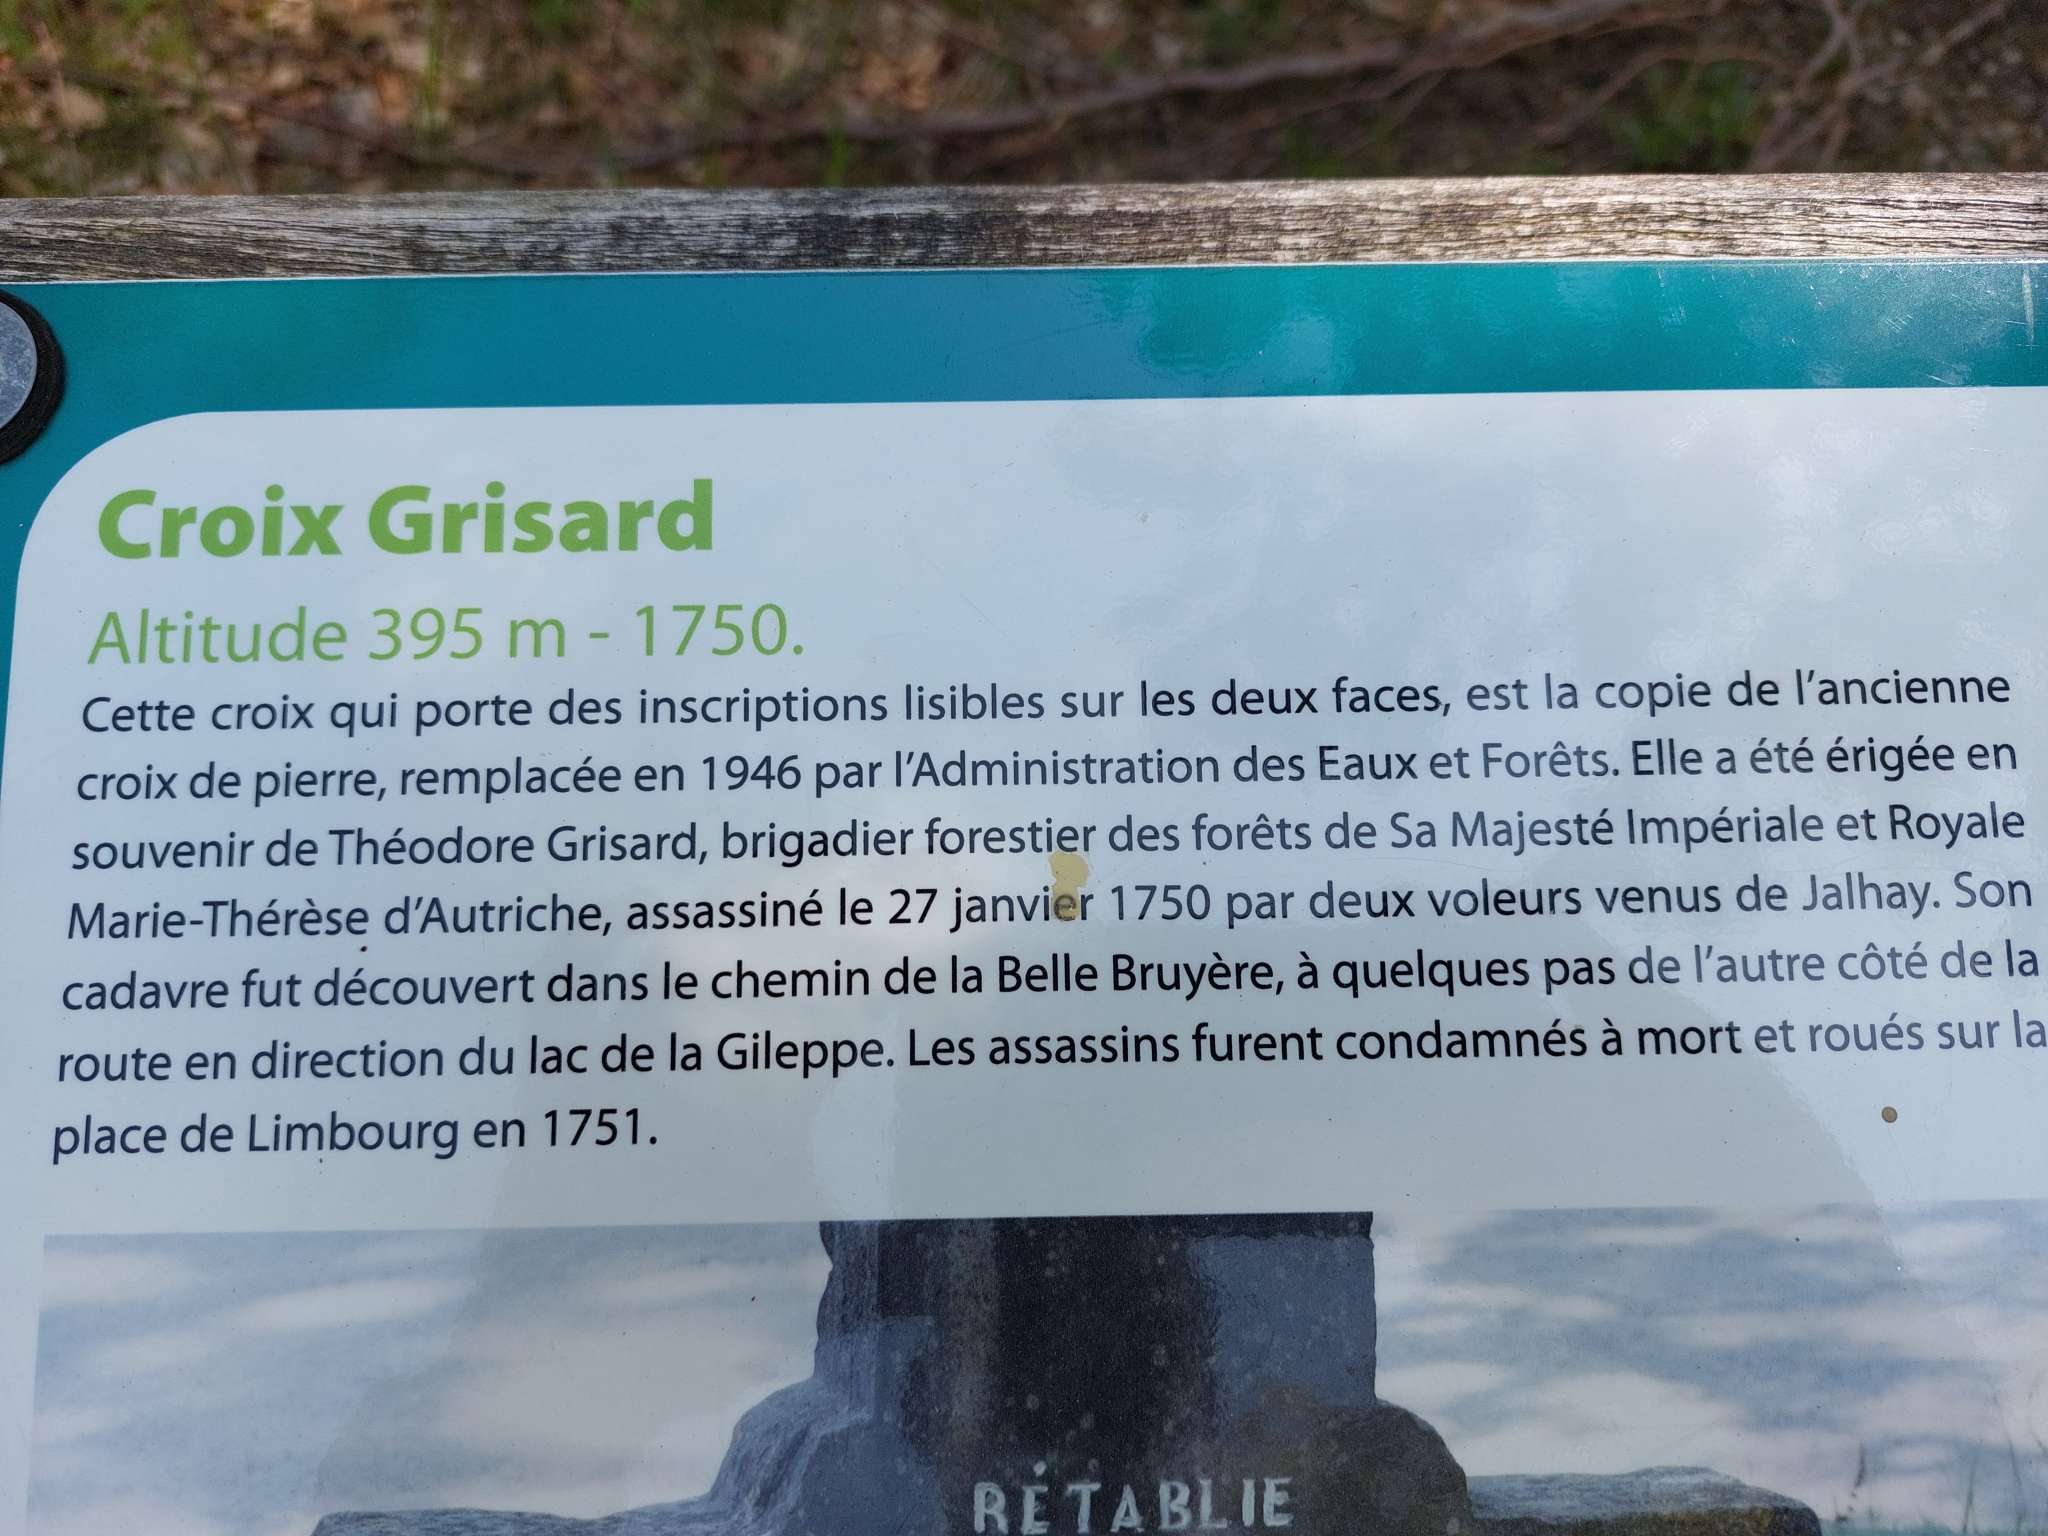 Croix Grisard
Altitude 395 m - 1750.
Cette croix qui porte des inscriptions lisibles sur les deux faces, est la copie de l'ancienne
croix de pierre, remplacée en 1946 par l'Administration des Eaux et Forêts. Elle a été érigée en
souvenir de Théodore Grisard, brigadier forestier des forêts de Sa Majesté Impériale et Royale
Marie-Thérèse d'Autriche, assassiné le 27 janvier 1750 par deux voleurs venus de Jalhay. Son
cadavre fut découvert dans le chemin de la Belle Bruyère, à quelques pas de l'autre côté de la
route en direction du lac de la Gileppe. Les assassins furent condamnés à mort et roués sur la
place de Limbourg en 1751.
RÉTABLIE